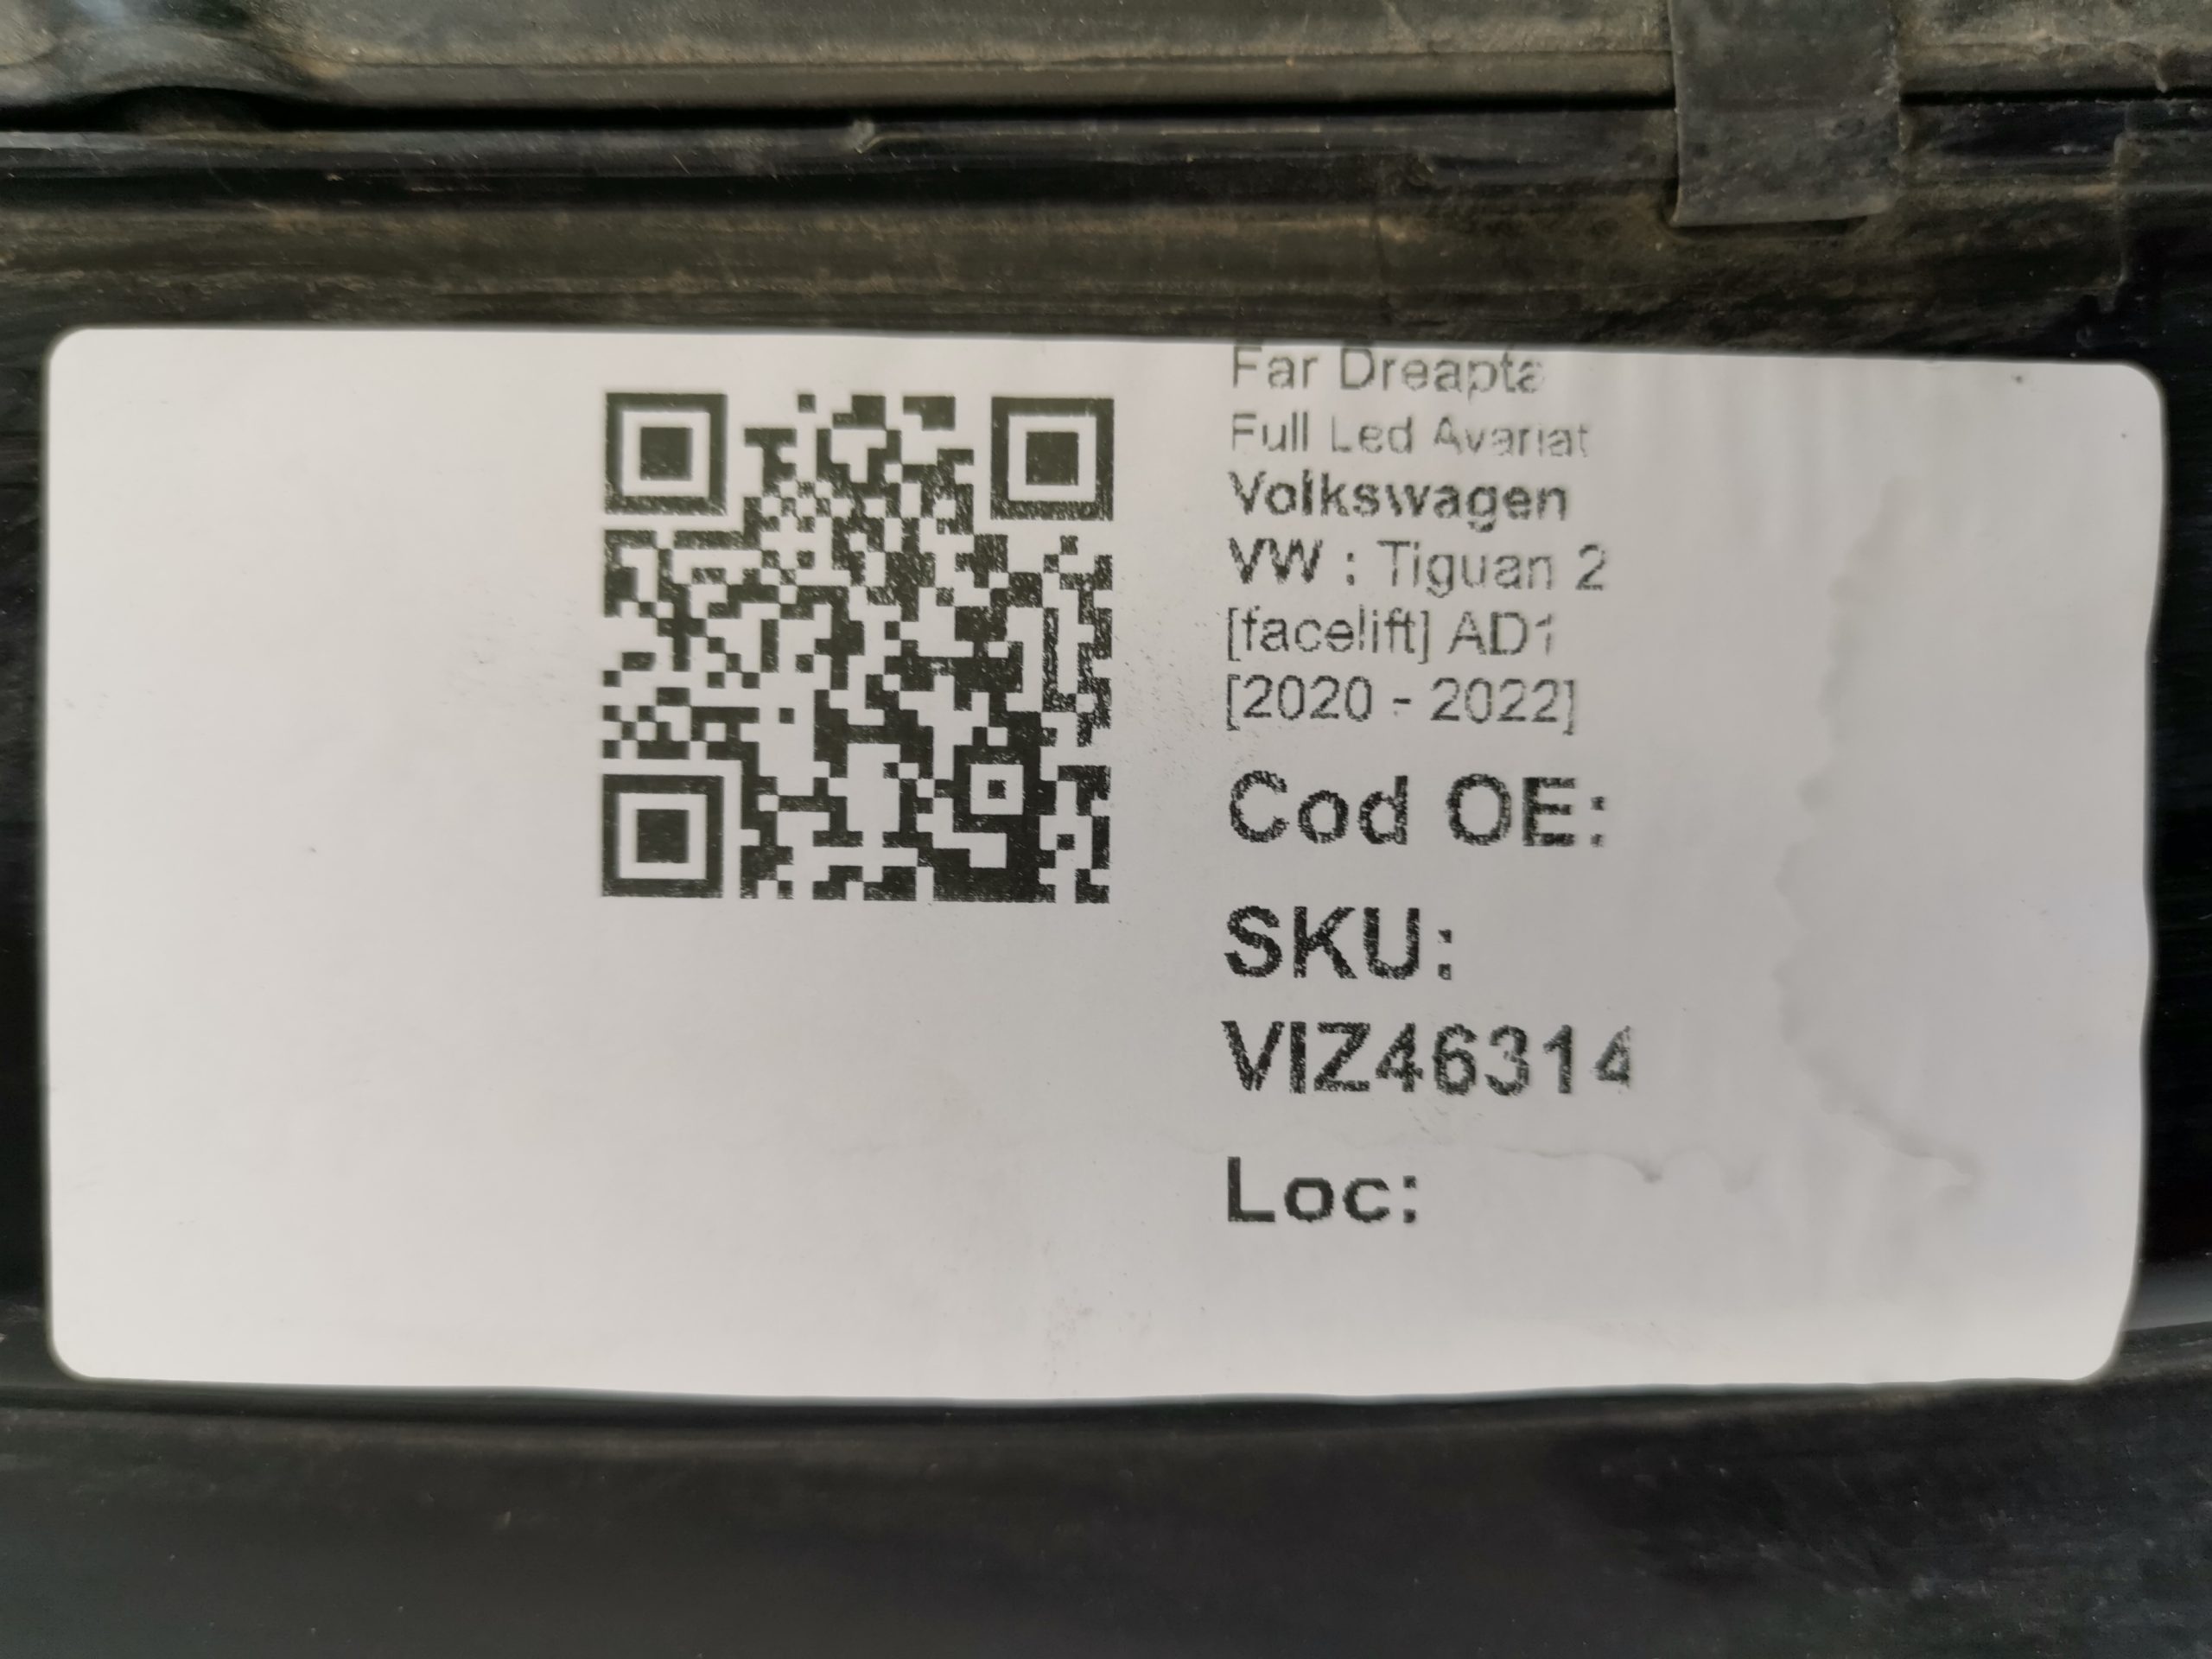 Far Dreapta
Full Led Avariat
Volkswagen
VW : Tiguan 2
[facelift] AD1
[2020 - 2022]
Cod OE:
SKU:
VIZ46314
Loc: